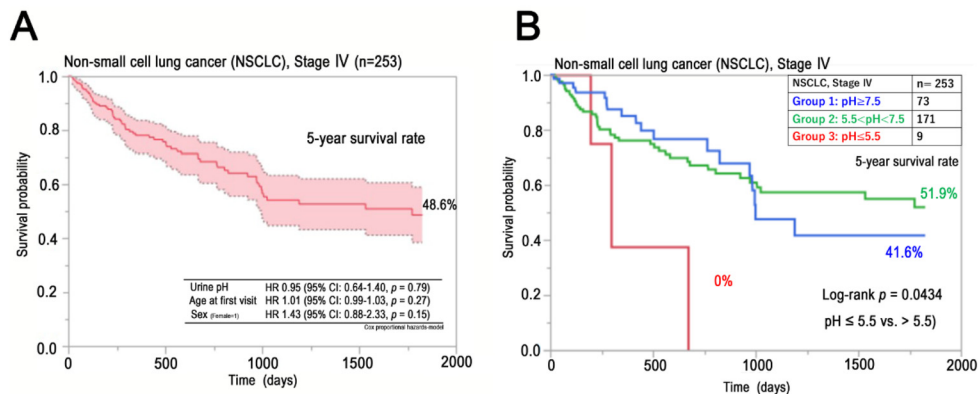 A
Non-small cell lung cancer (NSCLC), Stage IV (n=253)
Survival probability
1.0
0.8
0.6
0.4
0.2
0.0
5-year survival rate
48.6%
Urine pH HR 0.95 (95% CI: 0.64-1.40, p = 0.79)
Age at first visit HR 1.01 (95% CI: 0.99-1.03, p = 0.27)
Sex (Female=1) HR 1.43 (95% CI: 0.88-2.33, p = 0.15)
Cox proportional hazards-model
0 500 1000 1500 2000
Time (days)
B
Non-small cell lung cancer (NSCLC), Stage IV
Survival probability
1.0
0.8
0.6
0.4
0.2
0.0
NSCLC, Stage IV n= 253
Group 1: pH≥7.5 73
Group 2: 5.5<pH<7.5 171
Group 3: pH≤5.5 9
5-year survival rate
51.9%
41.6%
0%
Log-rank p = 0.0434
pH ≤ 5.5 vs. > 5.5)
0 500 1000 1500 2000
Time (days)